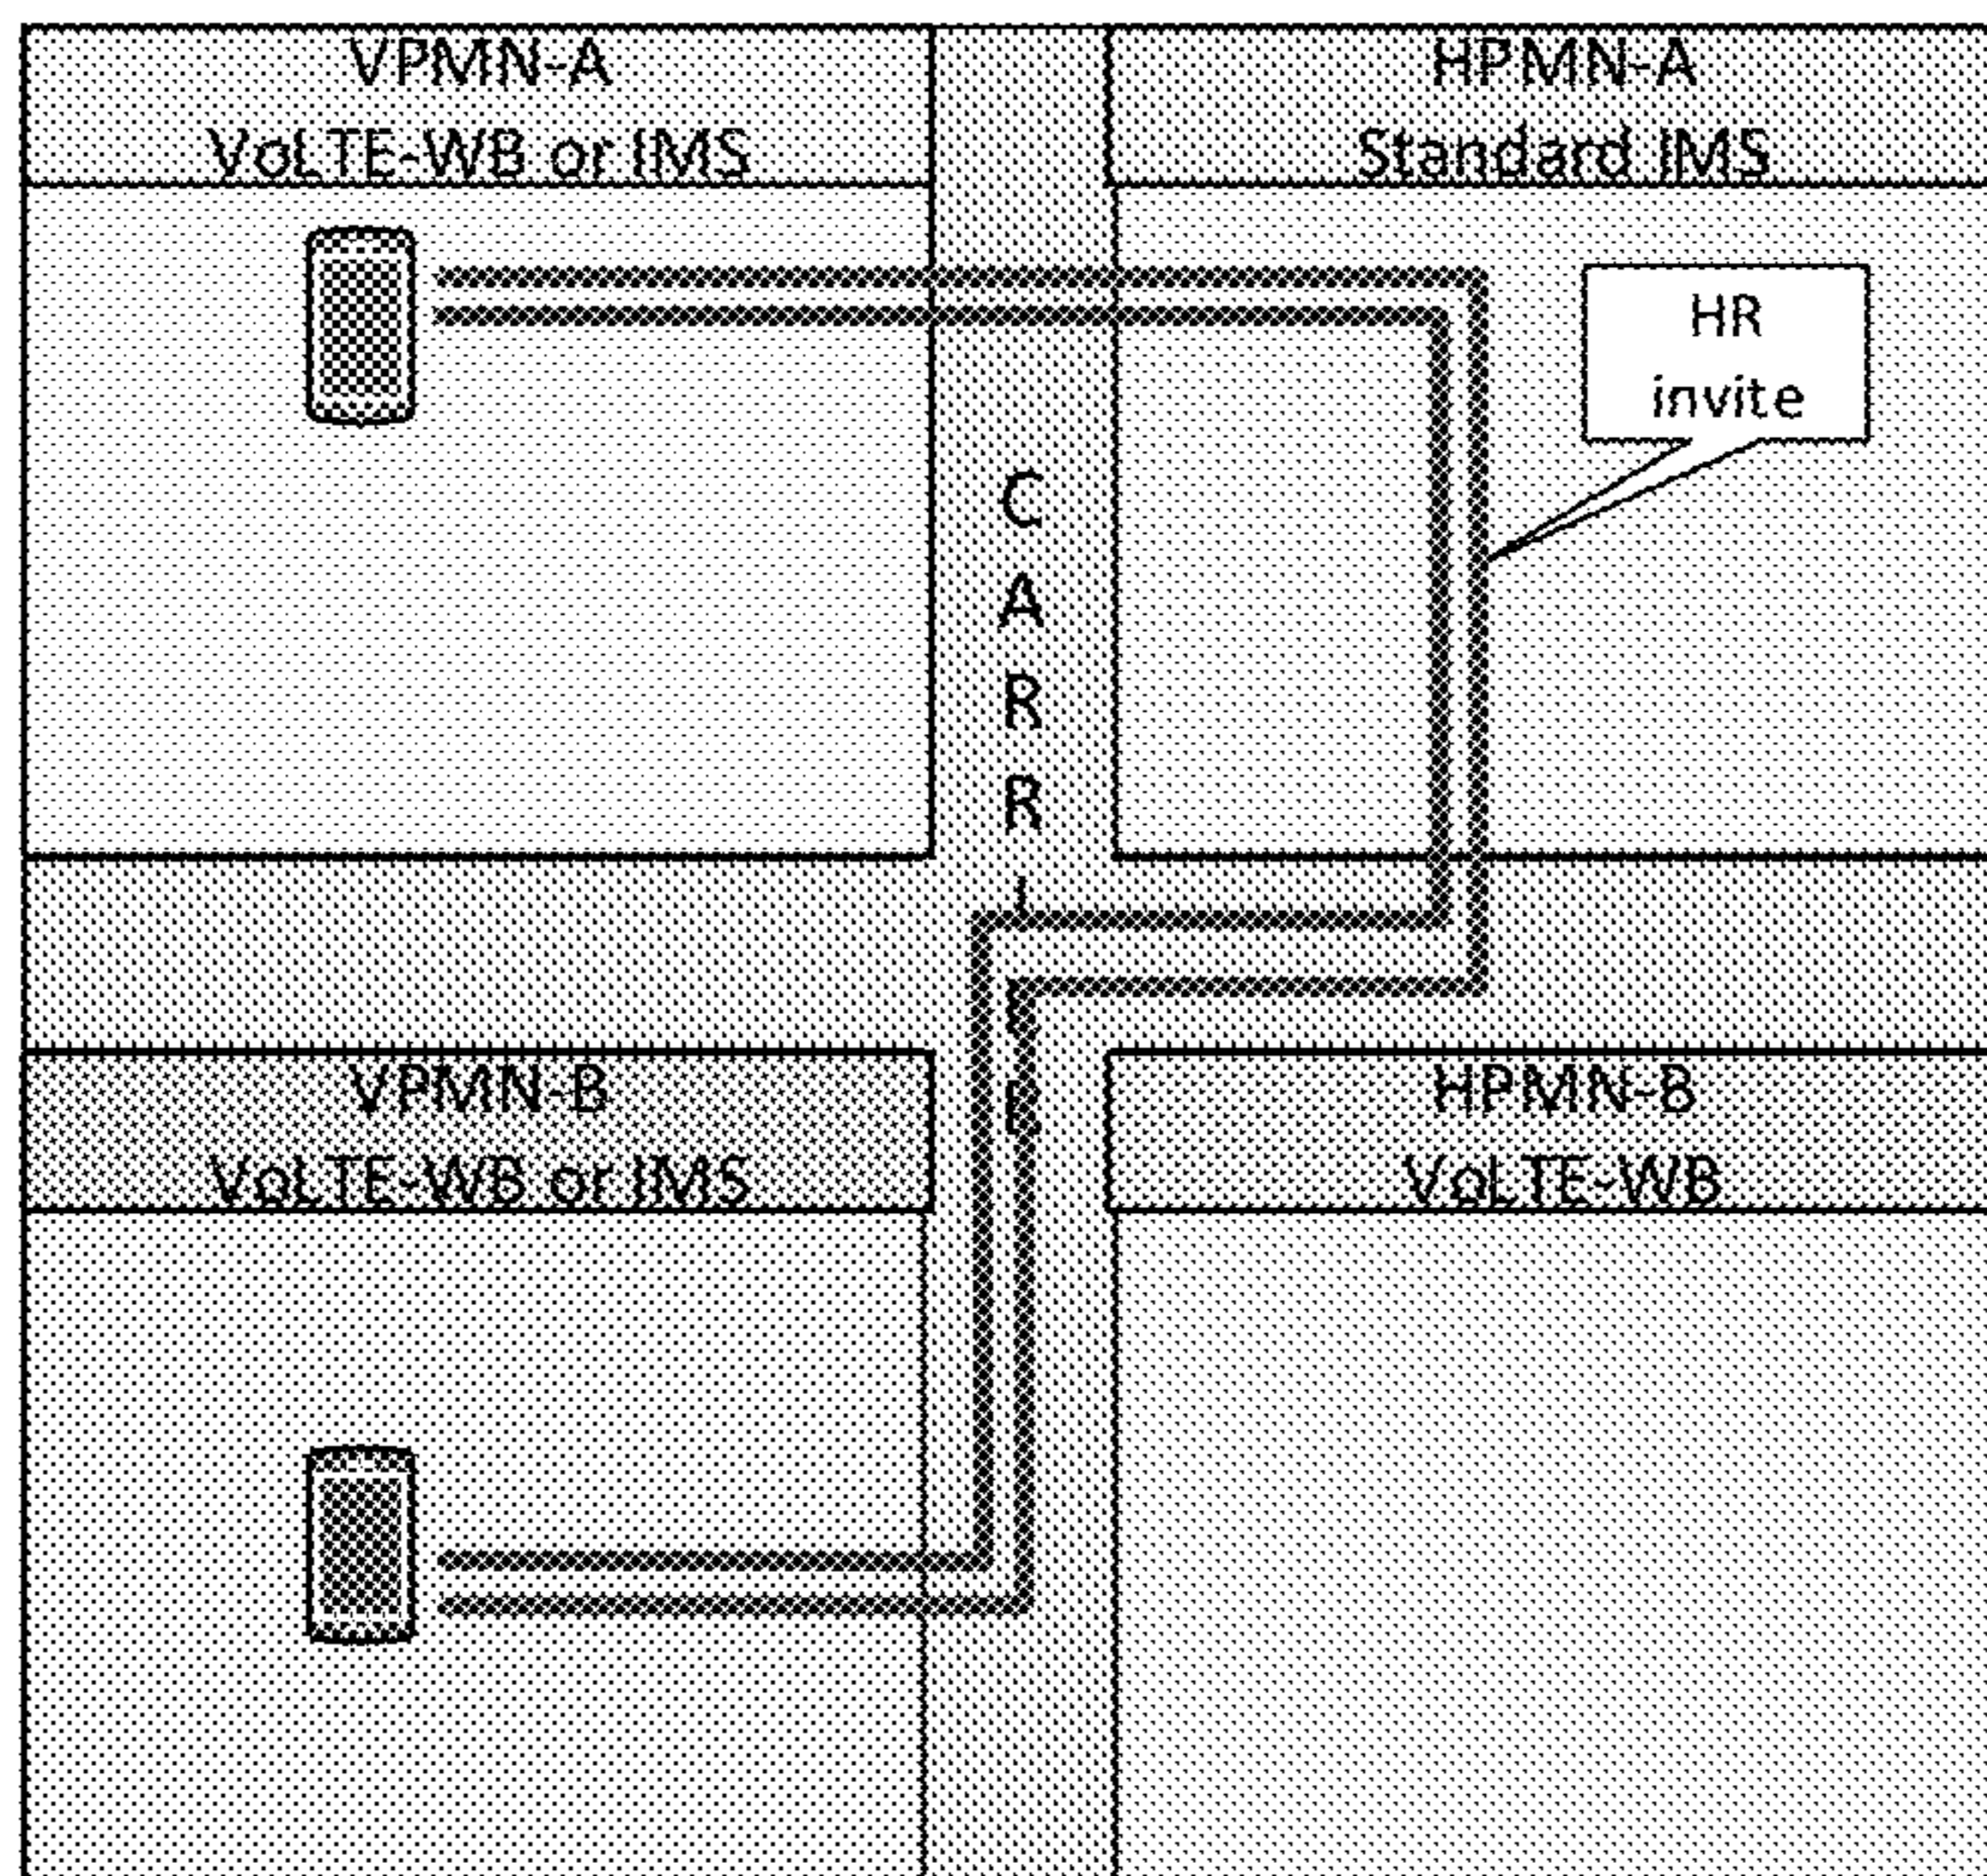 VPMN-A
VoLTE-WB or IMS
HPMN-A
Standard IMS
HR
invite
C
A
R
R
I
E
R
VPMN-B
VoLTE-WB or IMS
HPMN-B
VoLTE-WB